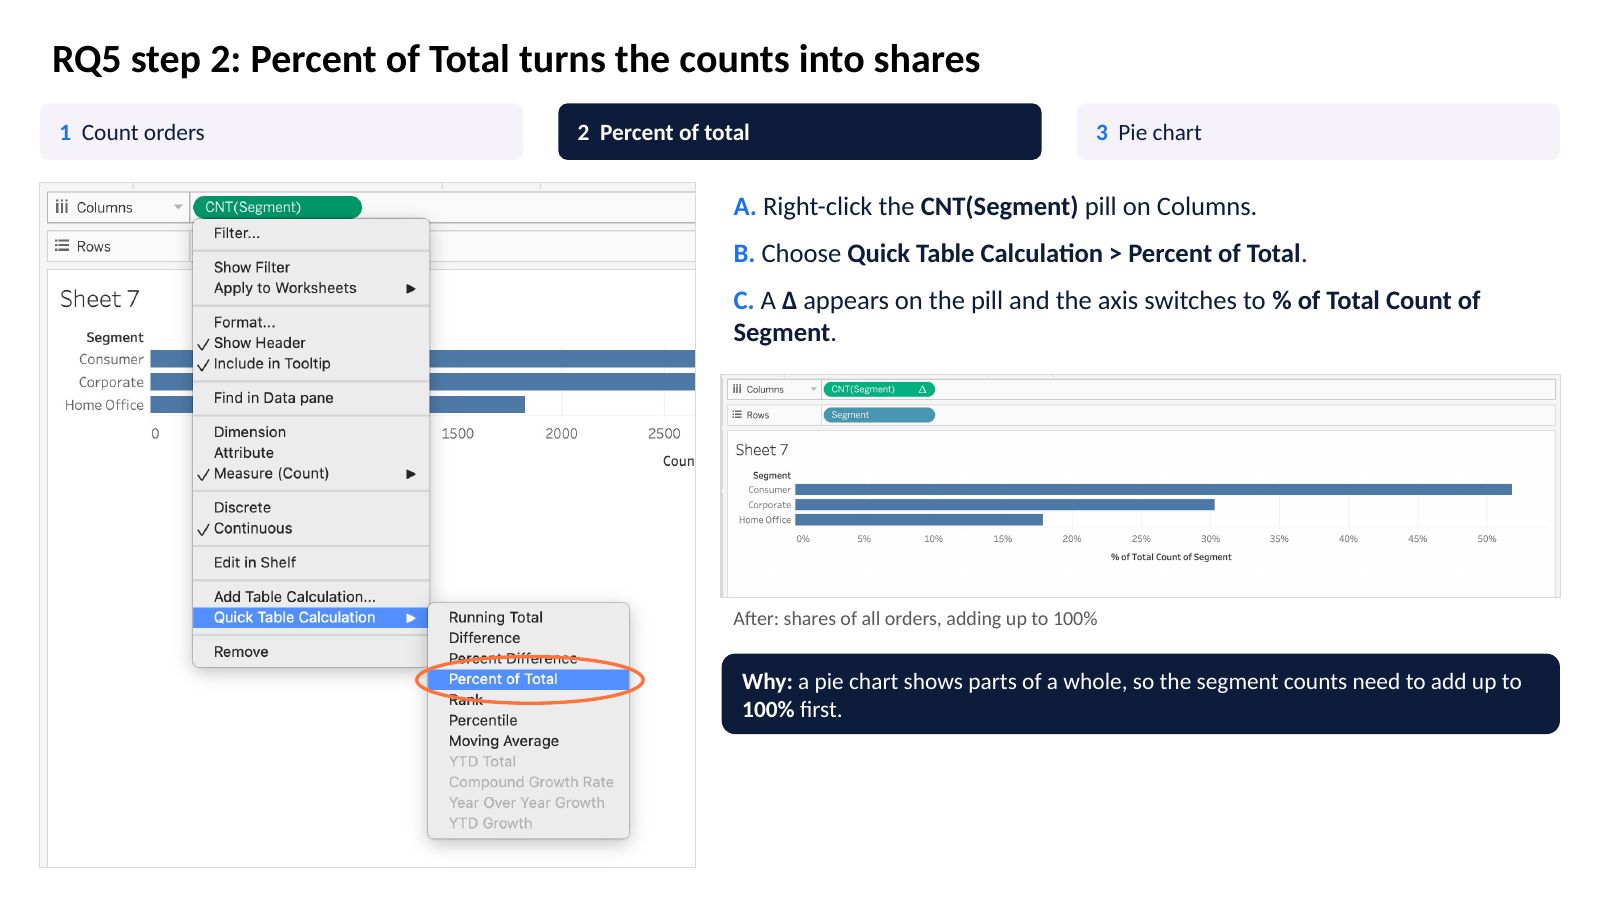 RQ5 step 2: Percent of Total turns the counts into shares
1 Count orders
2 Percent of total
3 Pie chart
Columns
CNT(Segment)
Rows
Filter...
Show Filter
Apply to Worksheets
Format...
Show Header
Include in Tooltip
Find in Data pane
Dimension
Attribute
Measure (Count)
Discrete
Continuous
Edit in Shelf
Add Table Calculation...
Quick Table Calculation
Remove
Running Total
Difference
Percent Difference
Percent of Total
Rank
Percentile
Moving Average
YTD Total
Compound Growth Rate
Year Over Year Growth
YTD Growth
Sheet 7
Segment
Consumer
Corporate
Home Office
0 1500 2000 2500
Coun
A. Right-click the CNT(Segment) pill on Columns.
B. Choose Quick Table Calculation > Percent of Total.
C. A Δ appears on the pill and the axis switches to % of Total Count of
Segment.
Columns
CNT(Segment) Δ
Rows
Segment
Sheet 7
Segment
Consumer
Corporate
Home Office
0% 5% 10% 15% 20% 25% 30% 35% 40% 45% 50%
% of Total Count of Segment
After: shares of all orders, adding up to 100%
Why: a pie chart shows parts of a whole, so the segment counts need to add up to
100% first.